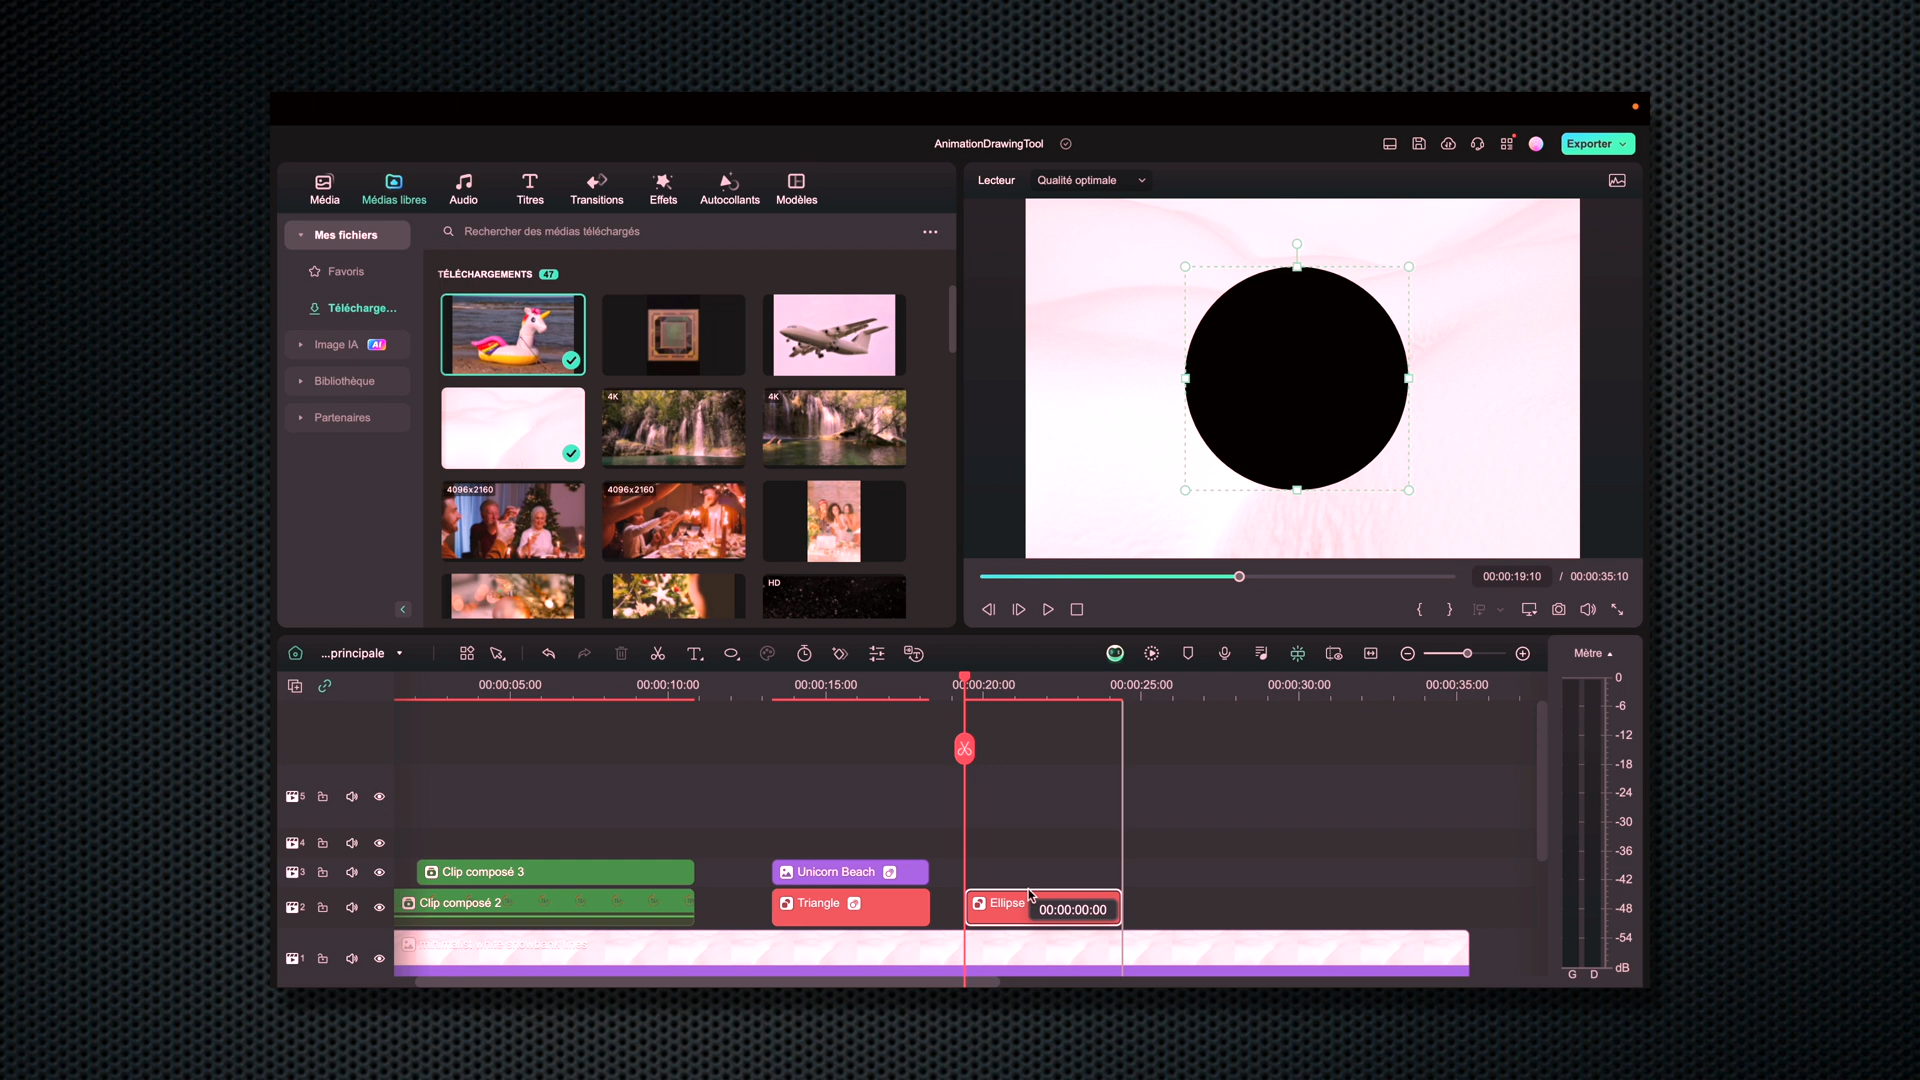 AnimationDrawingTool
Exporter
Média
Médias libres
Audio
Titres
Transitions
Effets
Autocollants
Modèles
Lecteur
Qualité optimale
Mes fichiers
Rechercher des médias téléchargés
Favoris
TÉLÉCHARGEMENTS 47
Télécharge...
Image IA AI
Bibliothèque
Partenaires
4K
4K
4096x2160
4096x2160
HD
00:00:19:10 / 00:00:35:10
...principale
Mètre
00:00:05:00
00:00:10:00
00:00:15:00
00:00:20:00
00:00:25:00
00:00:30:00
00:00:35:00
0
-6
-12
-18
-24
-30
-36
-42
-48
-54
dB
G D
5
4
3
Clip composé 3
Unicorn Beach
2
Clip composé 2
Triangle
Ellipse
00:00:00:00
1